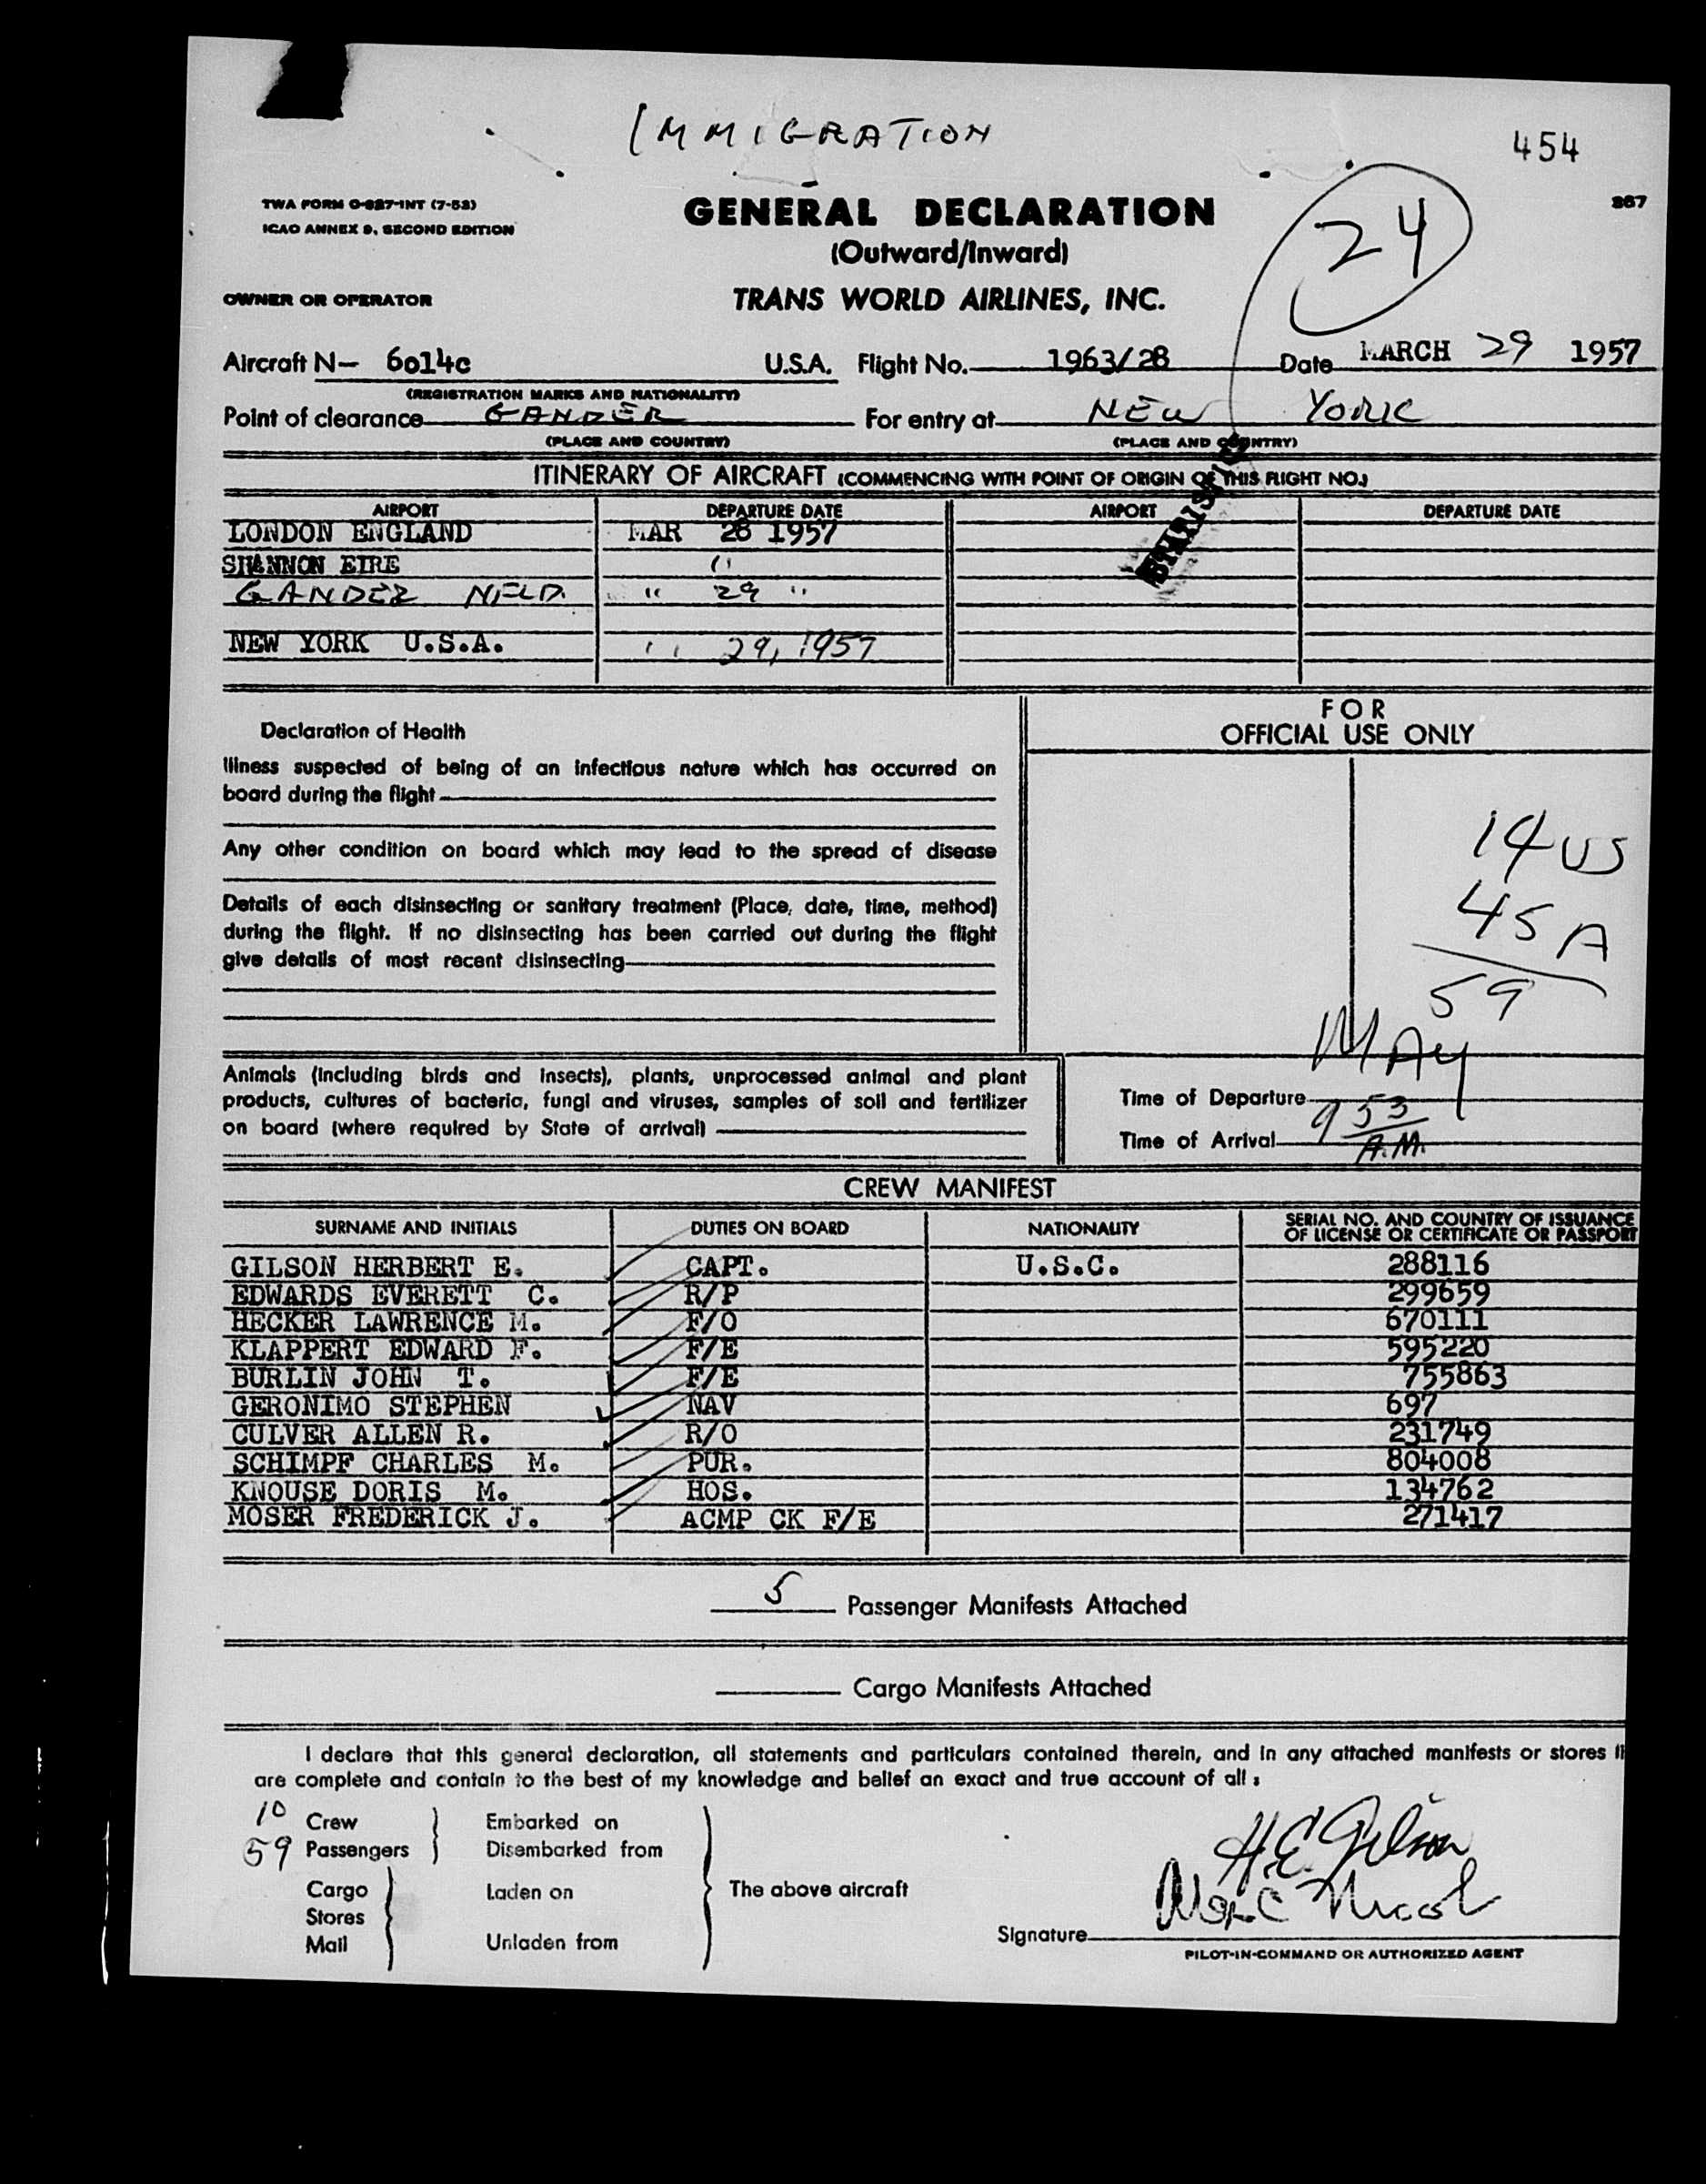 IMMIGRATION
454
TWA FORM O-827-INT (7-53)
ICAO ANNEX 9, SECOND EDITION
GENERAL DECLARATION
(Outward/Inward)
24
267
OWNER OR OPERATOR
TRANS WORLD AIRLINES, INC.
Aircraft N- 6014c U.S.A. Flight No. 1963/28 Date MARCH 29 1957
(REGISTRATION MARKS AND NATIONALITY)
Point of clearance GANDER For entry at NEW YORK
(PLACE AND COUNTRY) (PLACE AND COUNTRY)
ITINERARY OF AIRCRAFT (COMMENCING WITH POINT OF ORIGIN OF THIS FLIGHT NO.)
AIRPORT DEPARTURE DATE AIRPORT DEPARTURE DATE
LONDON ENGLAND MAR 28 1957
SHANNON EIRE "
GANDER NFLD. " 29 "
NEW YORK U.S.A. " 29, 1957
Declaration of Health
Illness suspected of being of an infectious nature which has occurred on
board during the flight
Any other condition on board which may lead to the spread of disease
Details of each disinsecting or sanitary treatment (Place, date, time, method)
during the flight. If no disinsecting has been carried out during the flight
give details of most recent disinsecting
FOR
OFFICIAL USE ONLY
14 US
45 A
59
MAY
Animals (including birds and insects), plants, unprocessed animal and plant
products, cultures of bacteria, fungi and viruses, samples of soil and fertilizer
on board (where required by State of arrival)
Time of Departure
Time of Arrival 953 A.M.
CREW MANIFEST
SURNAME AND INITIALS DUTIES ON BOARD NATIONALITY SERIAL NO. AND COUNTRY OF ISSUANCE
OF LICENSE OR CERTIFICATE OR PASSPORT
GILSON HERBERT E. CAPT. U.S.C. 288116
EDWARDS EVERETT C. R/P 299659
HECKER LAWRENCE M. F/O 670111
KLAPPERT EDWARD F. F/E 595220
BURLIN JOHN T. F/E 755863
GERONIMO STEPHEN NAV 697
CULVER ALLEN R. R/O 231749
SCHIMPF CHARLES M. PUR. 804008
KNOUSE DORIS M. HOS. 134762
MOSER FREDERICK J. ACMP CK F/E 271417
5 Passenger Manifests Attached
Cargo Manifests Attached
I declare that this general declaration, all statements and particulars contained therein, and in any attached manifests or stores
are complete and contain to the best of my knowledge and belief an exact and true account of all :
10 Crew Embarked on
59 Passengers Disembarked from
Cargo Laden on The above aircraft
Stores
Mail Unladen from
H.E. Gilson
Signature
PILOT-IN-COMMAND OR AUTHORIZED AGENT